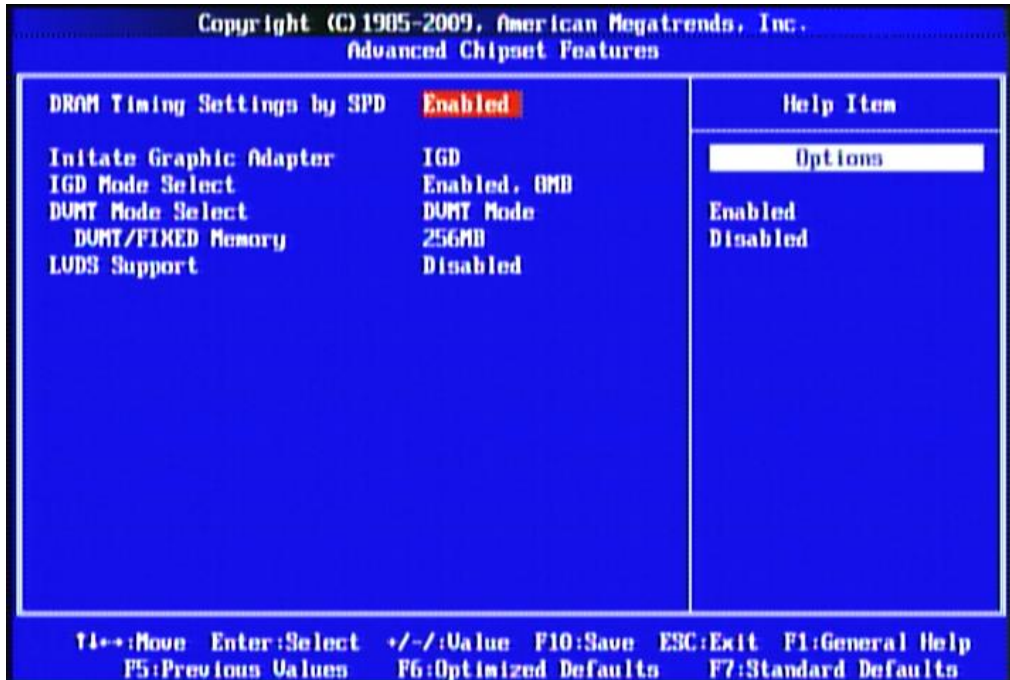 Copyright (C)1985-2009, American Megatrends, Inc.
Advanced Chipset Features
DRAM Timing Settings by SPD Enabled
Initate Graphic Adapter IGD
IGD Mode Select Enabled, 8MB
DVMT Mode Select DVMT Mode
DVMT/FIXED Memory 256MB
LVDS Support Disabled
Help Item
Options
Enabled
Disabled
↑↓←→:Move Enter:Select +/-/:Value F10:Save ESC:Exit F1:General Help
F5:Previous Values F6:Optimized Defaults F7:Standard Defaults